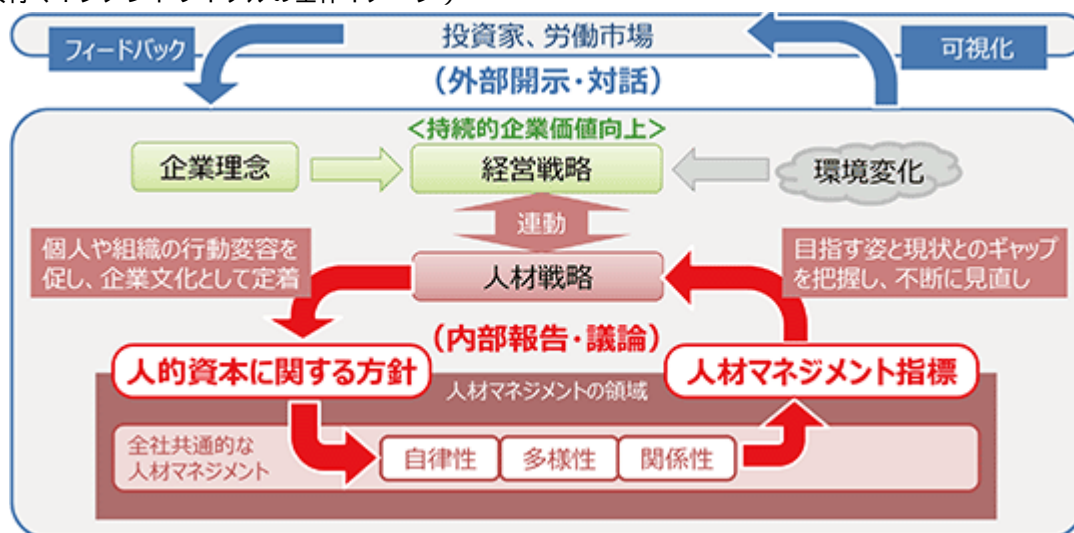 フィードバック
投資家、労働市場
可視化
（外部開示・対話）
＜持続的企業価値向上＞
企業理念
経営戦略
環境変化
連動
個人や組織の行動変容を
促し、企業文化として定着
目指す姿と現状とのギャップ
を把握し、不断に見直し
人材戦略
（内部報告・議論）
人的資本に関する方針
人材マネジメント指標
人材マネジメントの領域
全社共通的な
人材マネジメント
自律性
多様性
関係性